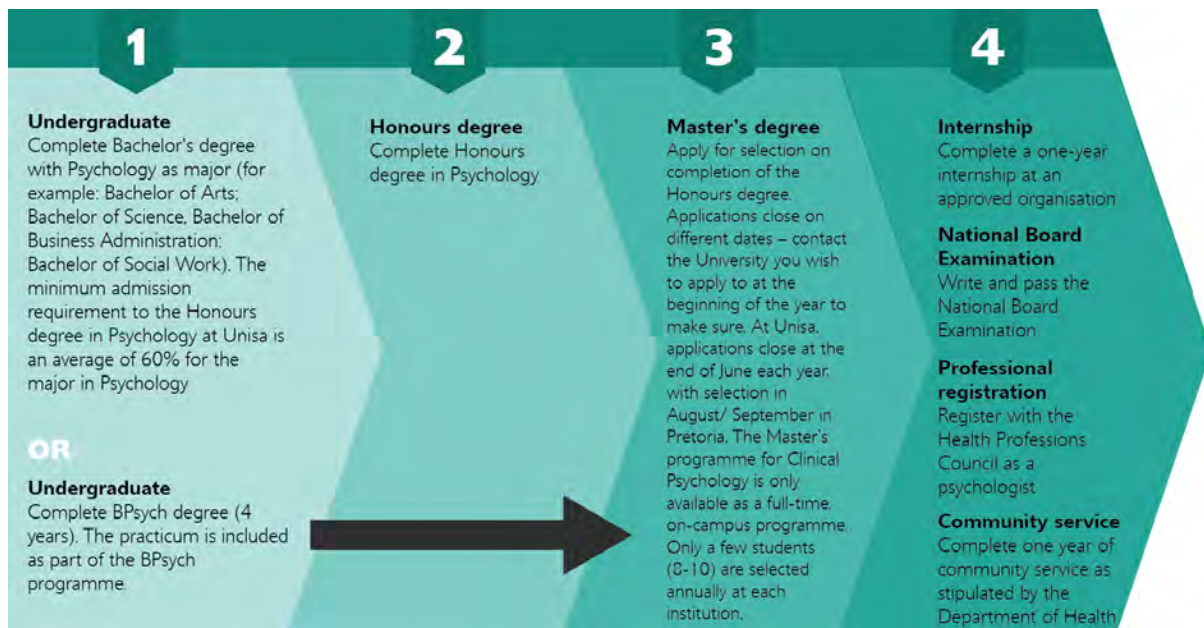 1
Undergraduate
Complete Bachelor's degree
with Psychology as major (for
example: Bachelor of Arts;
Bachelor of Science, Bachelor of
Business Administration;
Bachelor of Social Work). The
minimum admission
requirement to the Honours
degree in Psychology at Unisa is
an average of 60% for the
major in Psychology
OR
Undergraduate
Complete BPsych degree (4
years). The practicum is included
as part of the BPsych
programme.
2
Honours degree
Complete Honours
degree in Psychology
3
Master's degree
Apply for selection on
completion of the
Honours degree.
Applications close on
different dates – contact
the University you wish
to apply to at the
beginning of the year to
make sure. At Unisa,
applications close at the
end of June each year,
with selection in
August/ September in
Pretoria. The Master's
programme for Clinical
Psychology is only
available as a full-time,
on-campus programme.
Only a few students
(8-10) are selected
annually at each
institution.
4
Internship
Complete a one-year
internship at an
approved organisation
National Board
Examination
Write and pass the
National Board
Examination
Professional
registration
Register with the
Health Professions
Council as a
psychologist
Community service
Complete one year of
community service as
stipulated by the
Department of Health